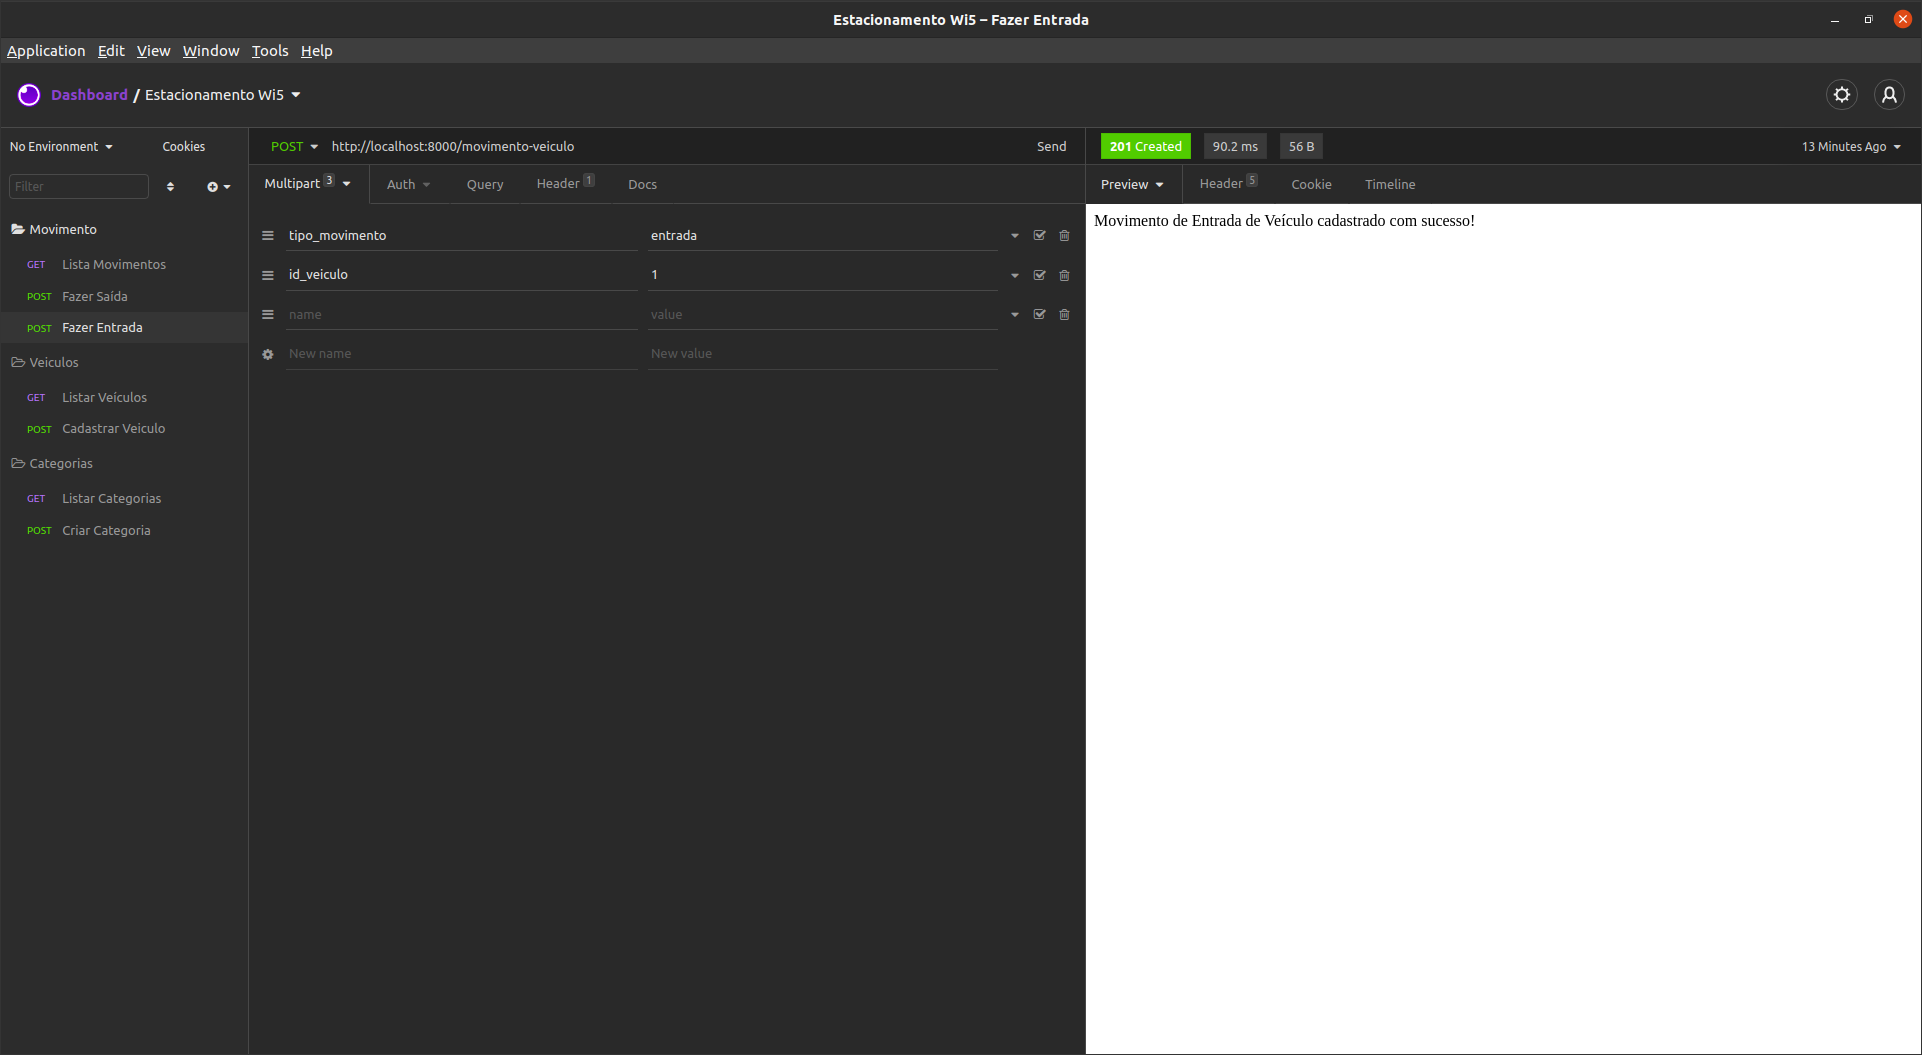 Estacionamento Wi5 – Fazer Entrada
Application Edit View Window Tools Help
Dashboard / Estacionamento Wi5
No Environment Cookies
POST http://localhost:8000/movimento-veiculo Send
201 Created 90.2 ms 56 B 13 Minutes Ago
Filter
Multipart 3 Auth Query Header 1 Docs
Preview Header 5 Cookie Timeline
Movimento
GET Lista Movimentos
POST Fazer Saída
POST Fazer Entrada
Veiculos
GET Listar Veículos
POST Cadastrar Veiculo
Categorias
GET Listar Categorias
POST Criar Categoria
tipo_movimento entrada
id_veiculo 1
name value
New name New value
Movimento de Entrada de Veículo cadastrado com sucesso!